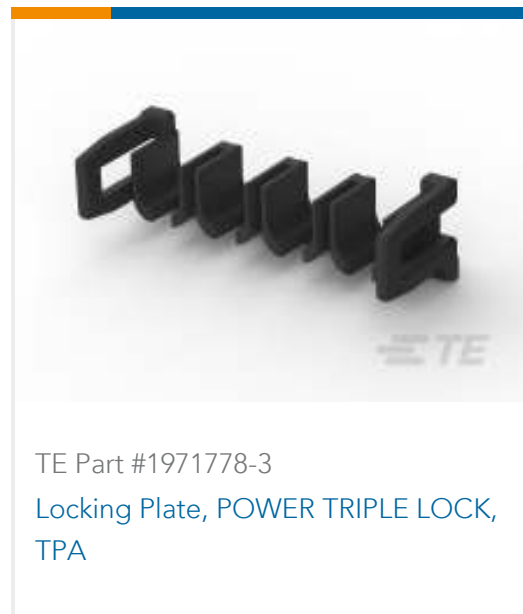 TE
TE Part #1971778-3
Locking Plate, POWER TRIPLE LOCK,
TPA